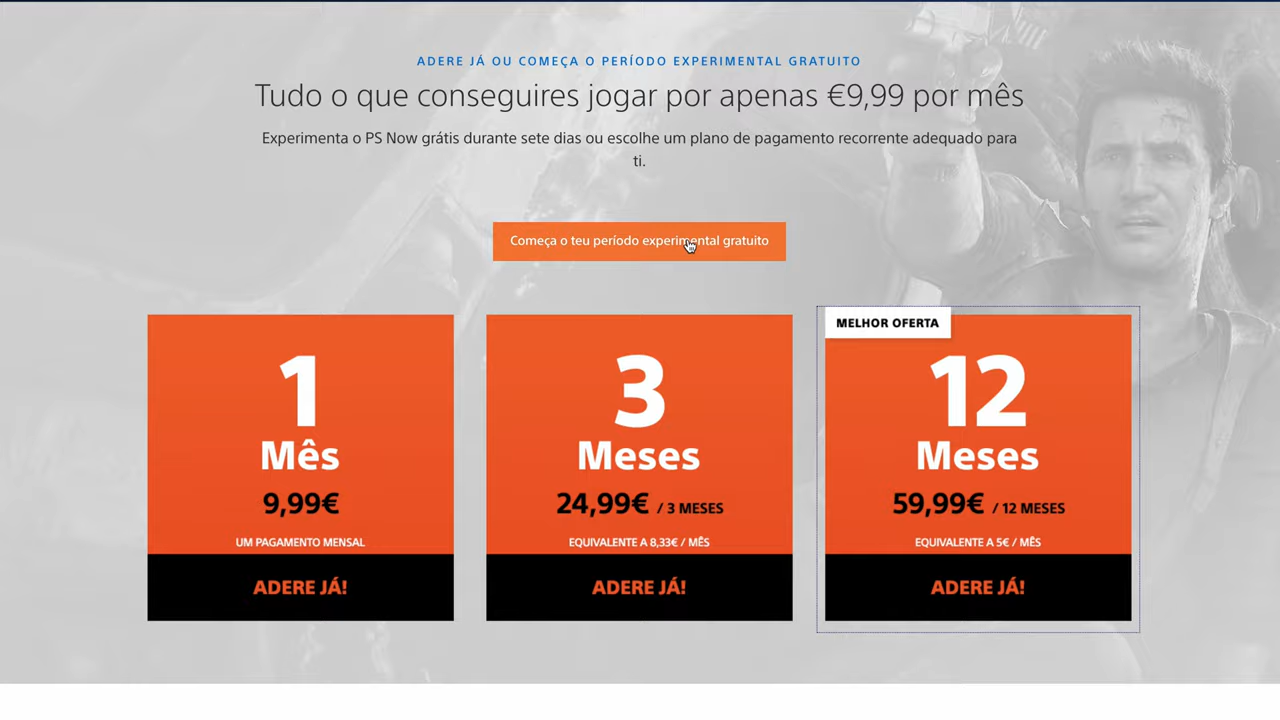 ADERE JÁ OU COMEÇA O PERÍODO EXPERIMENTAL GRATUITO
Tudo o que conseguires jogar por apenas €9,99 por mês
Experimenta o PS Now grátis durante sete dias ou escolhe um plano de pagamento recorrente adequado para
ti.
Começa o teu período experimental gratuito
1
Mês
9,99€
UM PAGAMENTO MENSAL
ADERE JÁ!
3
Meses
24,99€ / 3 MESES
EQUIVALENTE A 8,33€ / MÊS
ADERE JÁ!
MELHOR OFERTA
12
Meses
59,99€ / 12 MESES
EQUIVALENTE A 5€ / MÊS
ADERE JÁ!